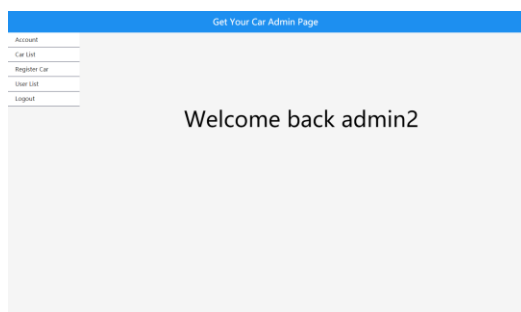 Get Your Car Admin Page
Account
Car List
Register Car
User List
Logout
Welcome back admin2